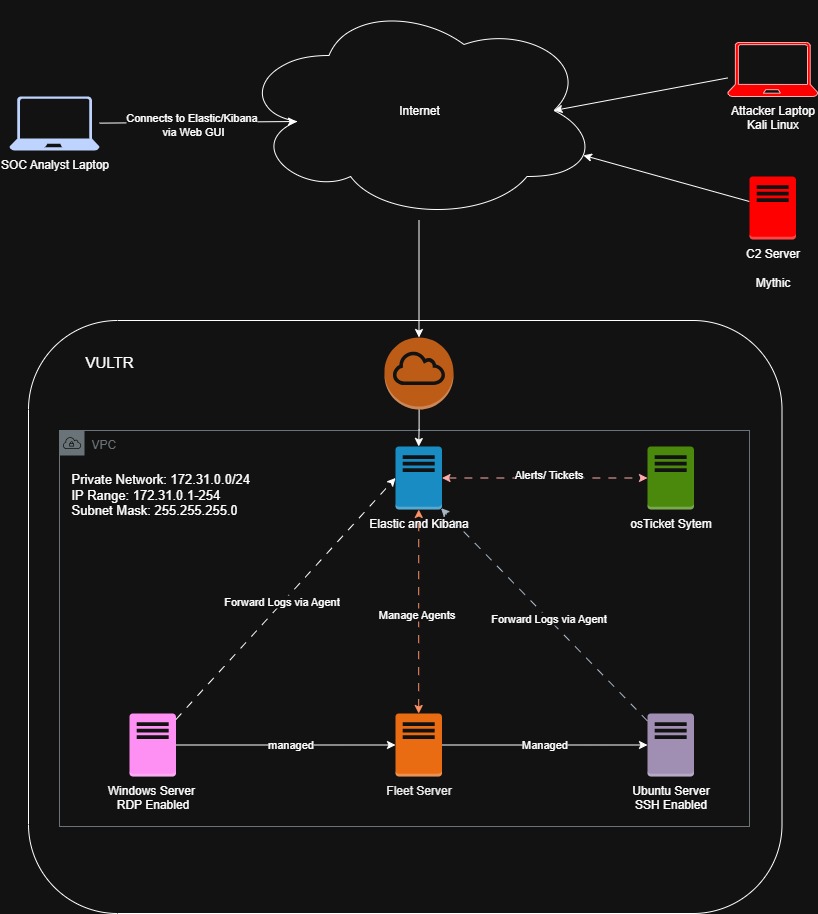 Internet
Attacker Laptop
Kali Linux
Connects to Elastic/Kibana
via Web GUI
SOC Analyst Laptop
C2 Server
Mythic
VULTR
VPC
Private Network: 172.31.0.0/24
IP Range: 172.31.0.1-254
Subnet Mask: 255.255.255.0
Alerts/ Tickets
Elastic and Kibana
osTicket Sytem
Forward Logs via Agent
Manage Agents
Forward Logs via Agent
managed
Managed
Windows Server
RDP Enabled
Fleet Server
Ubuntu Server
SSH Enabled